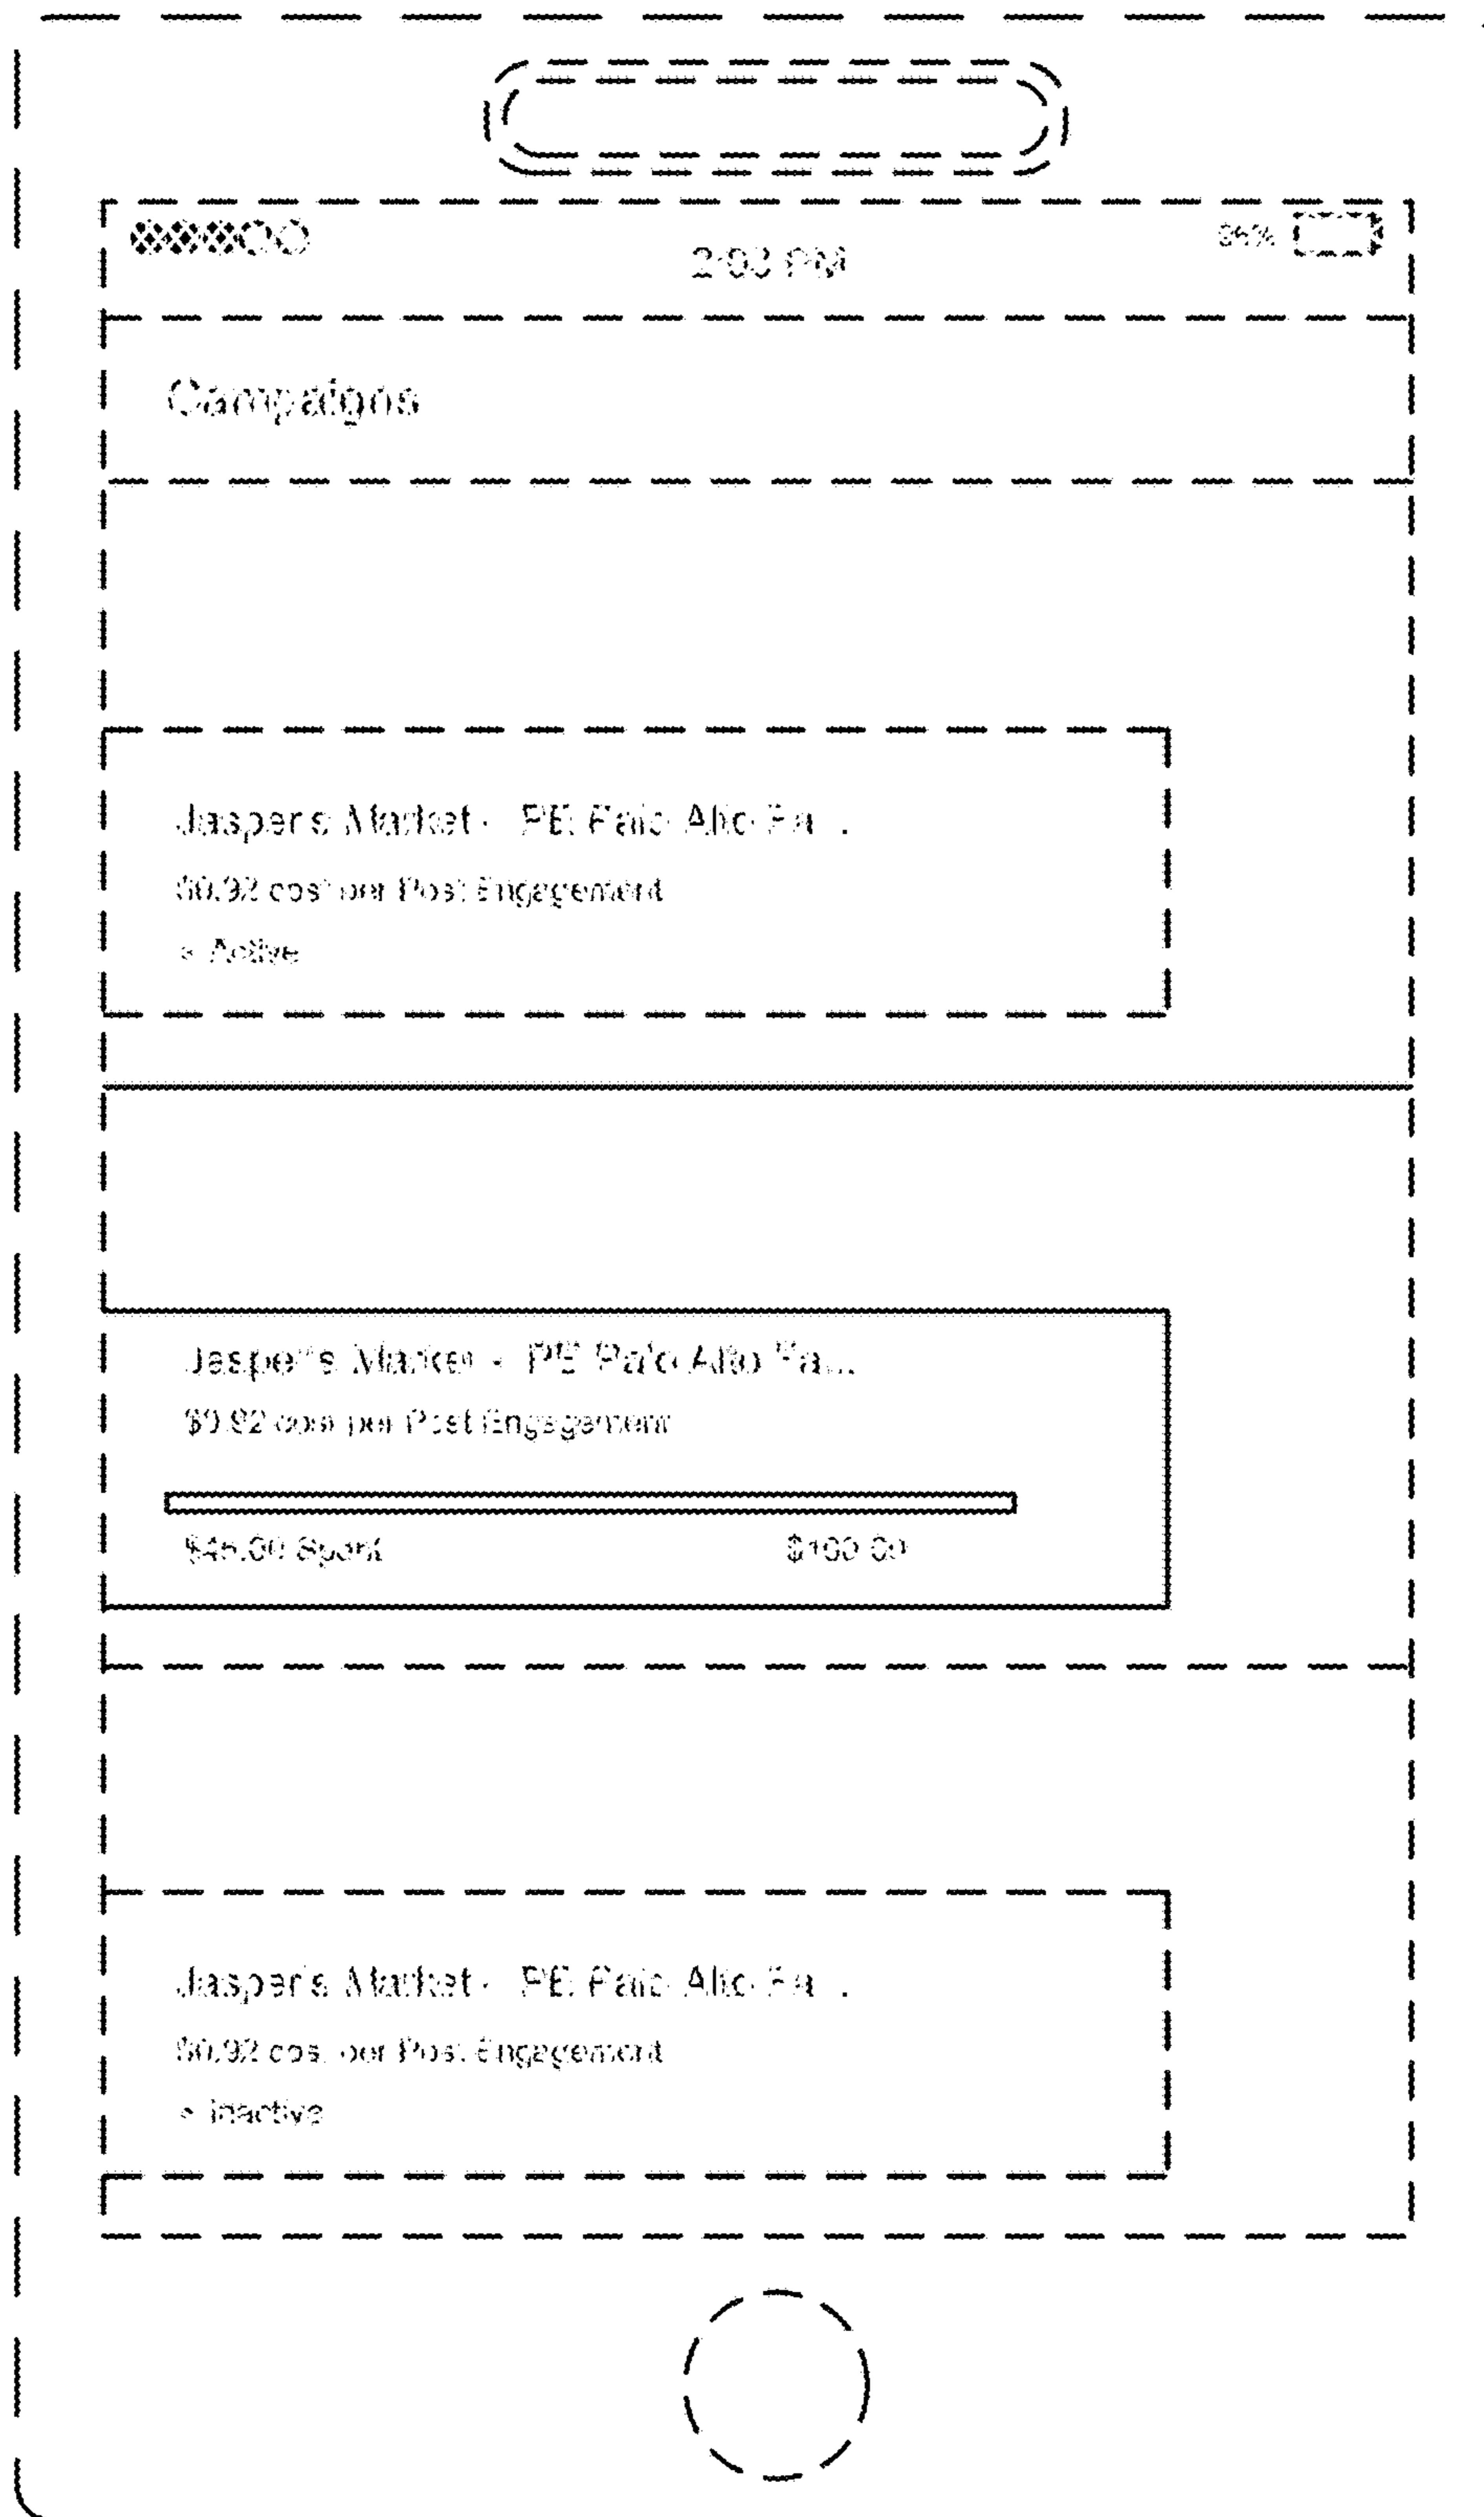 2:02 PM
Campaigns
Jasper's Market - PE Palo Alto Fa...
$0.92 cost per Post Engagement
Active
Jasper's Market - PE Palo Alto Fa...
$0.92 cost per Post Engagement
$45.00 Spent $100.00
Jasper's Market - PE Palo Alto Fa...
$0.92 cost per Post Engagement
Inactive